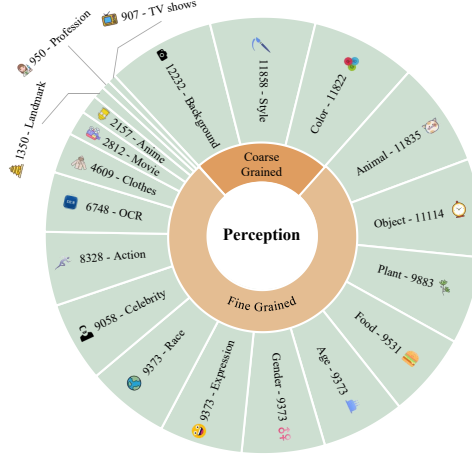 907 - TV shows
950 - Profession
1350 - Landmark
12232 - Background
11858 - Style
Color - 11822
Animal - 11835
Object - 11114
Plant - 9883
Food - 9531
Age - 9373
Gender - 9373
9373 - Expression
9373 - Race
9058 - Celebrity
8328 - Action
6748 - OCR
4609 - Clothes
2812 - Movie
2157 - Anime
Coarse
Grained
Perception
Fine Grained